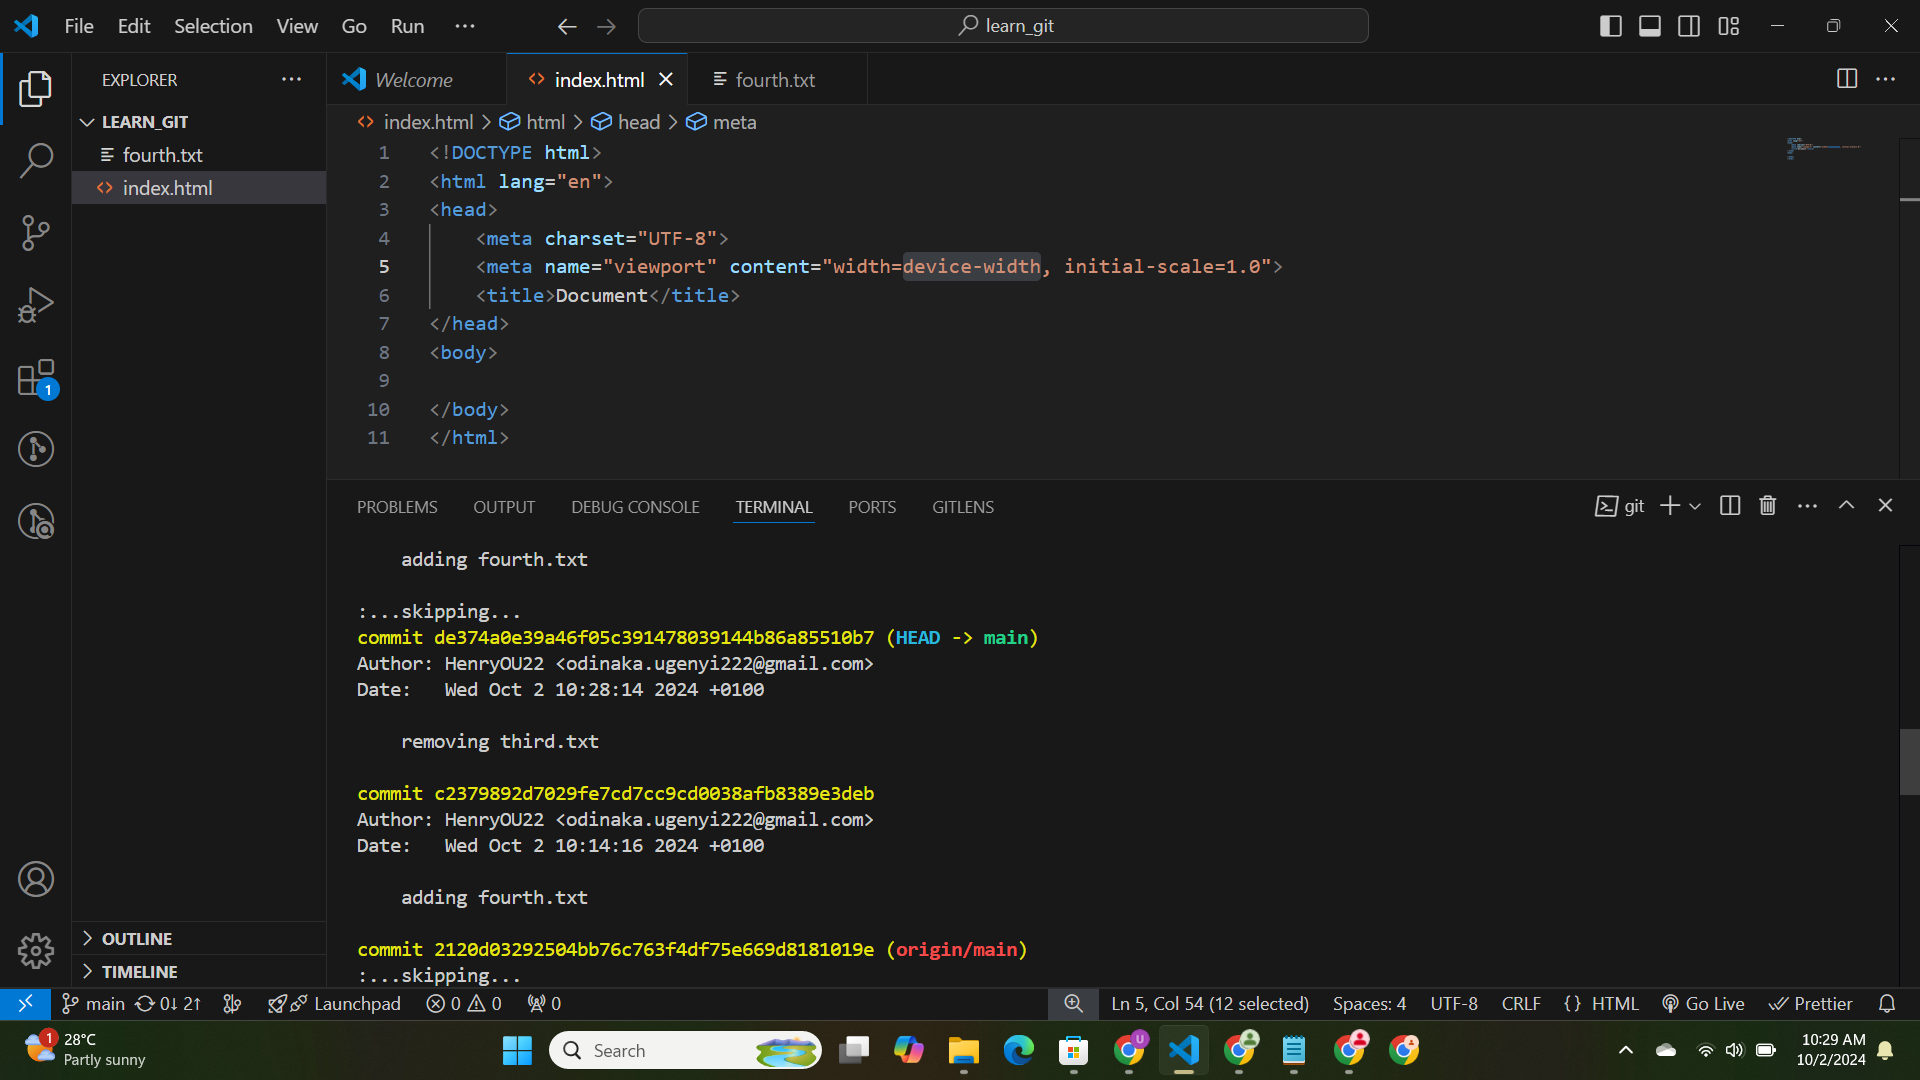 File Edit Selection View Go Run ... learn_git
EXPLORER ...
LEARN_GIT
fourth.txt
index.html
OUTLINE
TIMELINE
1
Welcome index.html fourth.txt
index.html > html > head > meta
1 <!DOCTYPE html>
2 <html lang="en">
3 <head>
4 <meta charset="UTF-8">
5 <meta name="viewport" content="width=device-width, initial-scale=1.0">
6 <title>Document</title>
7 </head>
8 <body>
9
10 </body>
11 </html>
PROBLEMS OUTPUT DEBUG CONSOLE TERMINAL PORTS GITLENS git
adding fourth.txt
:...skipping...
commit de374a0e39a46f05c391478039144b86a85510b7 (HEAD -> main)
Author: HenryOU22 <odinaka.ugenyi222@gmail.com>
Date: Wed Oct 2 10:28:14 2024 +0100
removing third.txt
commit c2379892d7029fe7cd7cc9cd0038afb8389e3deb
Author: HenryOU22 <odinaka.ugenyi222@gmail.com>
Date: Wed Oct 2 10:14:16 2024 +0100
adding fourth.txt
commit 2120d03292504bb76c763f4df75e669d8181019e (origin/main)
:...skipping...
main 0↓ 2↑ Launchpad 0 0 0 Ln 5, Col 54 (12 selected) Spaces: 4 UTF-8 CRLF {} HTML Go Live Prettier
1 28°C
Partly sunny
Search
U
10:29 AM
10/2/2024